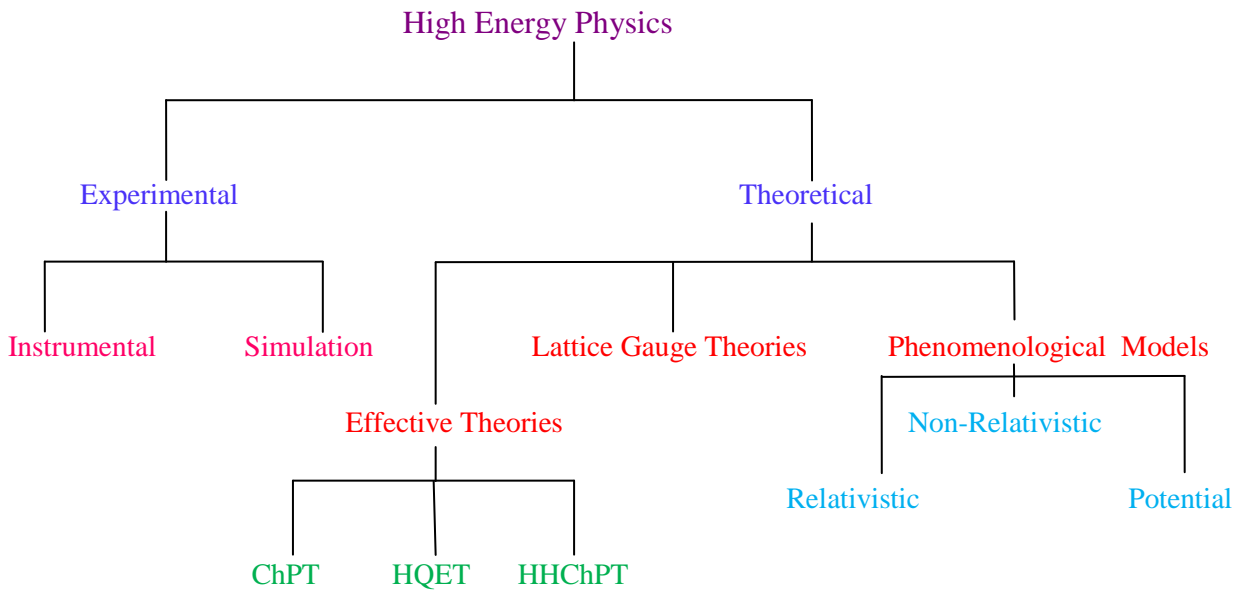 High Energy Physics
Experimental
Theoretical
Instrumental
Simulation
Lattice Gauge Theories
Phenomenological Models
Effective Theories
Non-Relativistic
Relativistic
Potential
ChPT
HQET
HHChPT